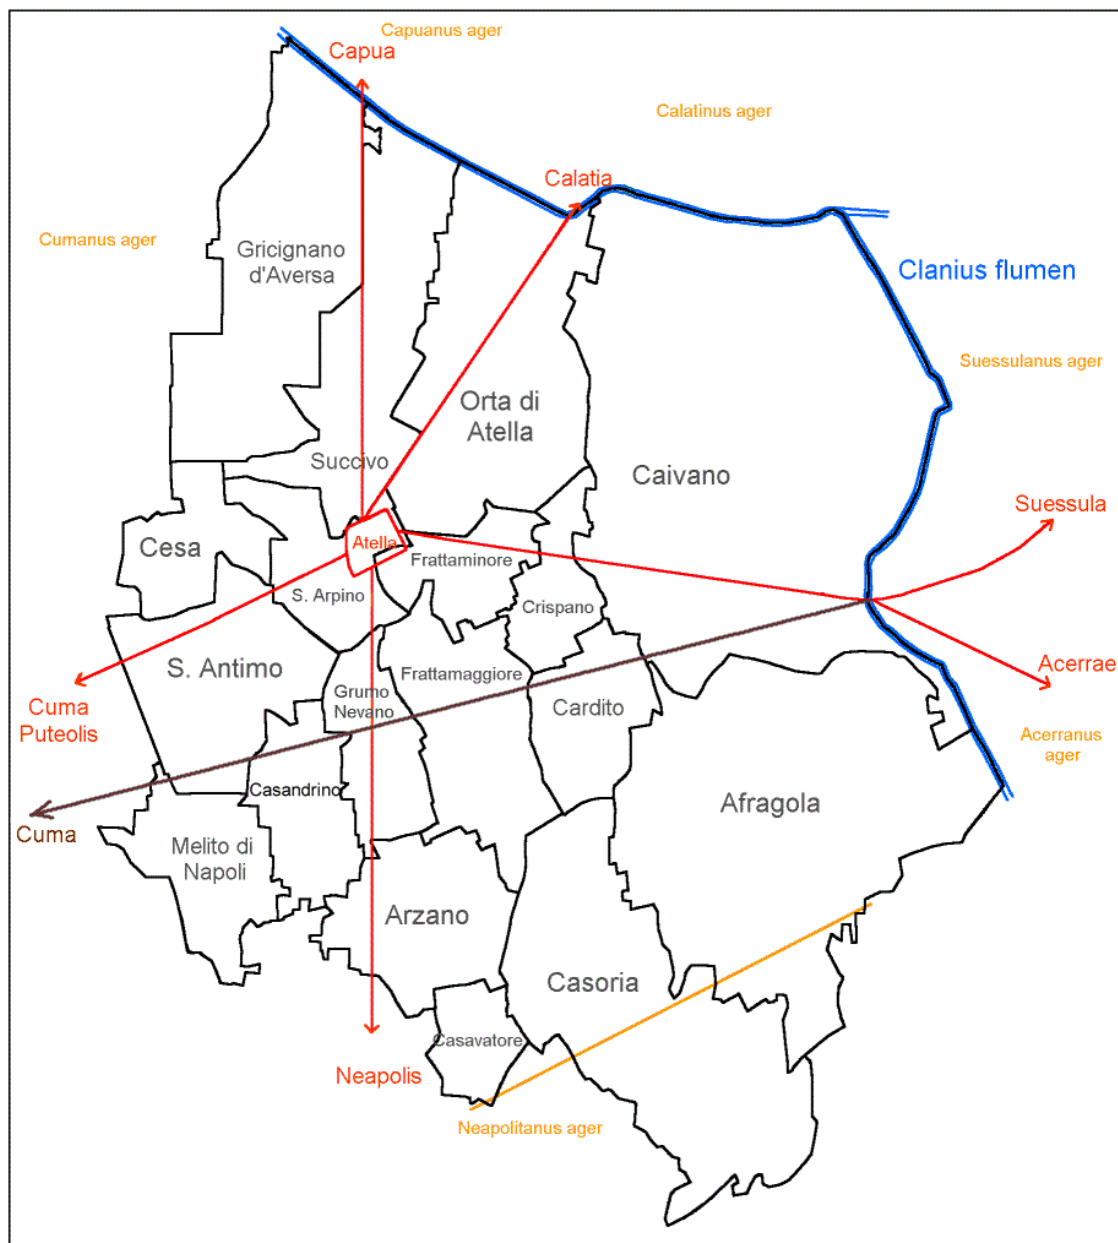 Capuanus ager
Capua
Calatinus ager
Calatia
Cumanus ager
Gricignano
d'Aversa
Clanius flumen
Suessulanus ager
Orta di
Atella
Succivo
Caivano
Suessula
Cesa
Atella
Frattaminore
S. Arpino
Crispano
S. Antimo
Frattamaggiore
Acerrae
Grumo
Nevano
Cardito
Cuma
Puteolis
Acerranus
ager
Casandrino
Afragola
Cuma
Melito di
Napoli
Arzano
Casoria
Casavatore
Neapolis
Neapolitanus ager